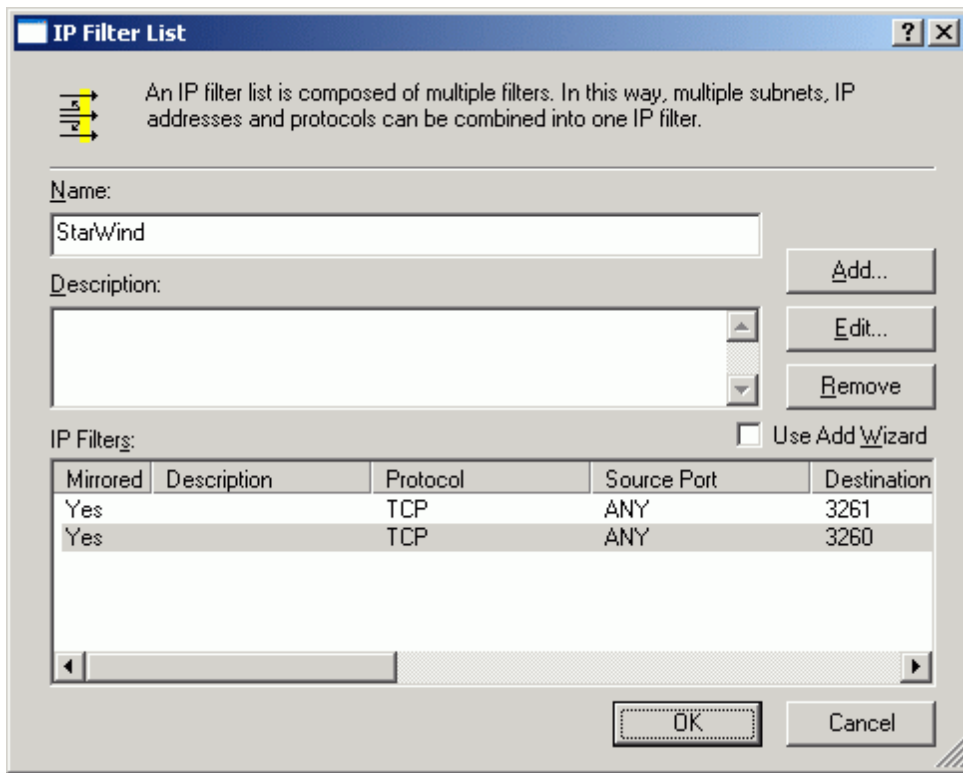 IP Filter List
An IP filter list is composed of multiple filters. In this way, multiple subnets, IP
addresses and protocols can be combined into one IP filter.
Name:
StarWind
Add...
Description:
Edit...
Remove
IP Filters:
Use Add Wizard
Mirrored Description Protocol Source Port Destination
Yes TCP ANY 3261
Yes TCP ANY 3260
OK Cancel